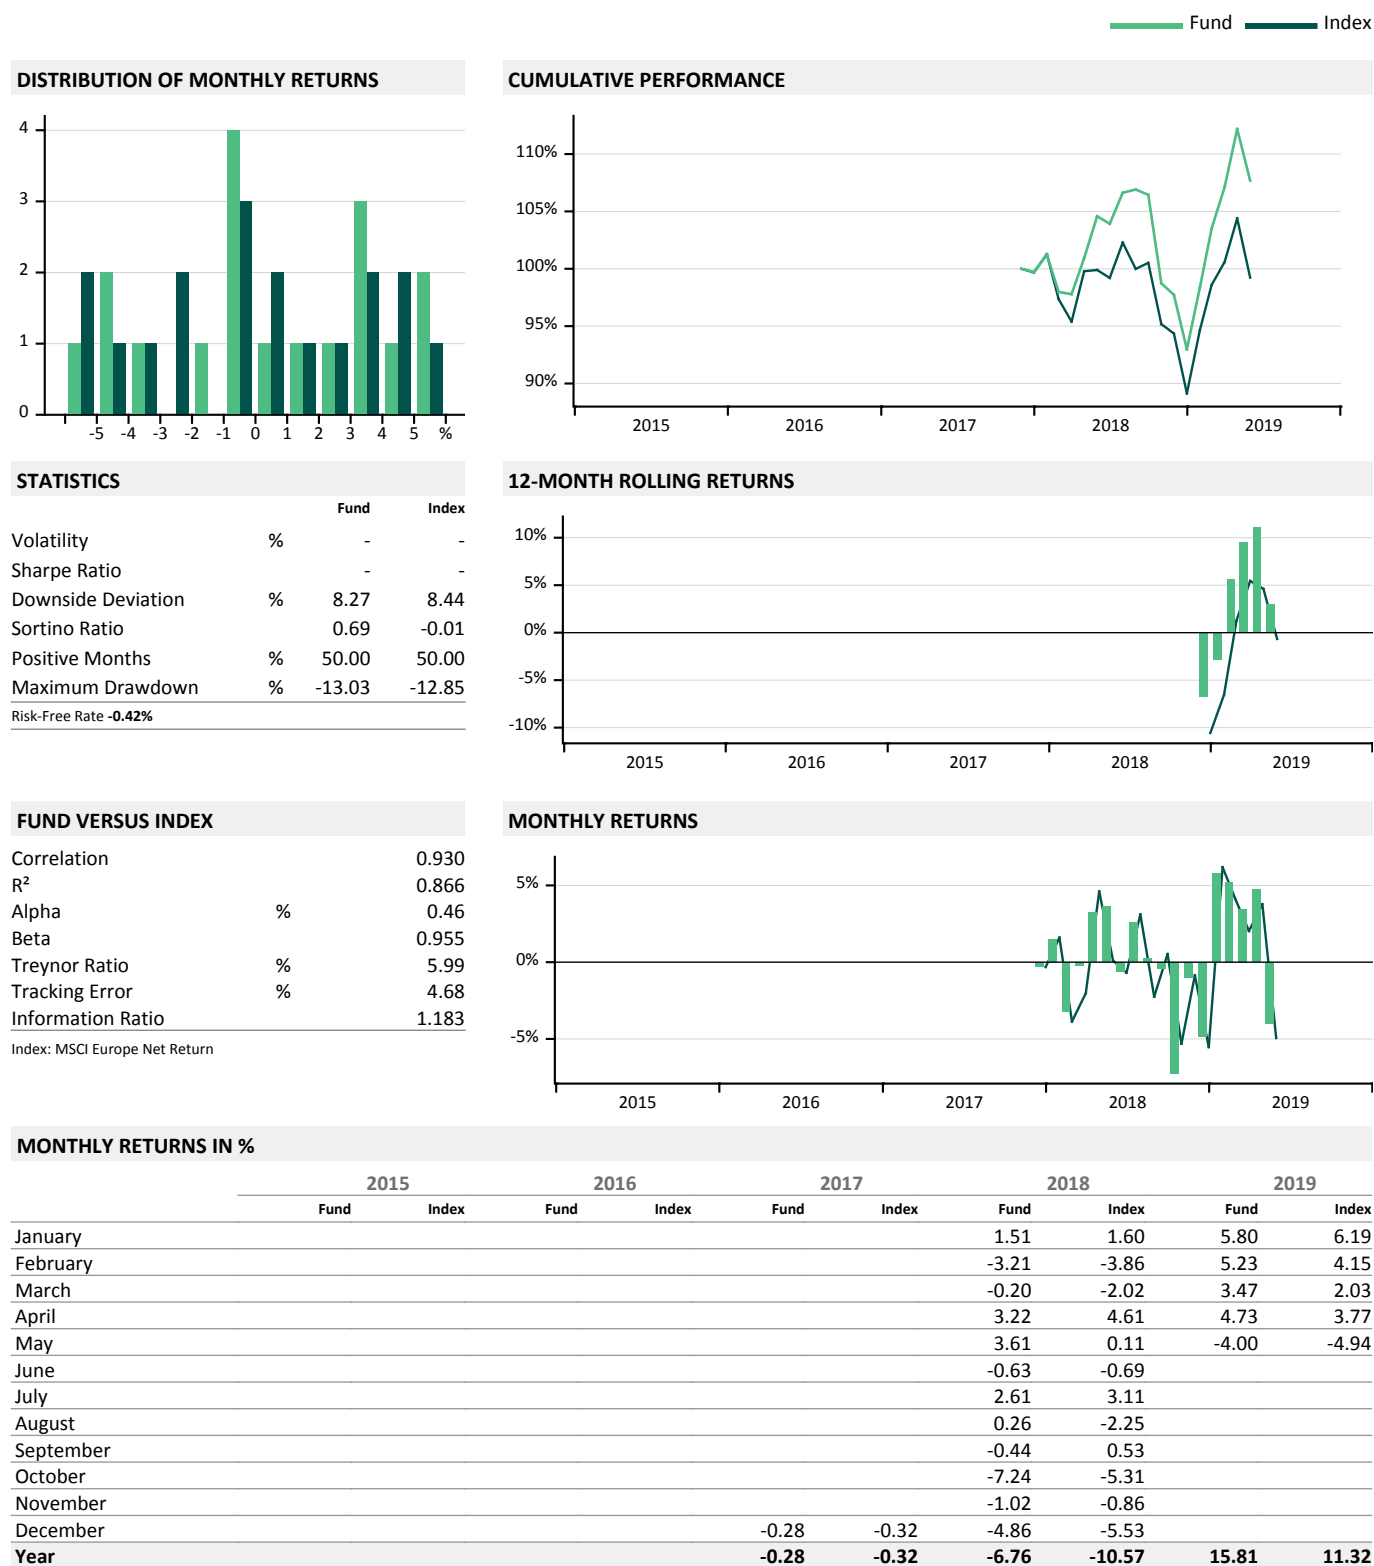 Fund Index
DISTRIBUTION OF MONTHLY RETURNS
4
3
2
1
0
-5 -4 -3 -2 -1 0 1 2 3 4 5 %
CUMULATIVE PERFORMANCE
110%
105%
100%
95%
90%
2015 2016 2017 2018 2019
STATISTICS
Fund Index
Volatility % - -
Sharpe Ratio - -
Downside Deviation % 8.27 8.44
Sortino Ratio 0.69 -0.01
Positive Months % 50.00 50.00
Maximum Drawdown % -13.03 -12.85
Risk-Free Rate -0.42%
12-MONTH ROLLING RETURNS
10%
5%
0%
-5%
-10%
2015 2016 2017 2018 2019
FUND VERSUS INDEX
Correlation 0.930
R² 0.866
Alpha % 0.46
Beta 0.955
Treynor Ratio % 5.99
Tracking Error % 4.68
Information Ratio 1.183
Index: MSCI Europe Net Return
MONTHLY RETURNS
5%
0%
-5%
2015 2016 2017 2018 2019
MONTHLY RETURNS IN %
2015 2016 2017 2018 2019
Fund Index Fund Index Fund Index Fund Index Fund Index
January 1.51 1.60 5.80 6.19
February -3.21 -3.86 5.23 4.15
March -0.20 -2.02 3.47 2.03
April 3.22 4.61 4.73 3.77
May 3.61 0.11 -4.00 -4.94
June -0.63 -0.69
July 2.61 3.11
August 0.26 -2.25
September -0.44 0.53
October -7.24 -5.31
November -1.02 -0.86
December -0.28 -0.32 -4.86 -5.53
Year -0.28 -0.32 -6.76 -10.57 15.81 11.32